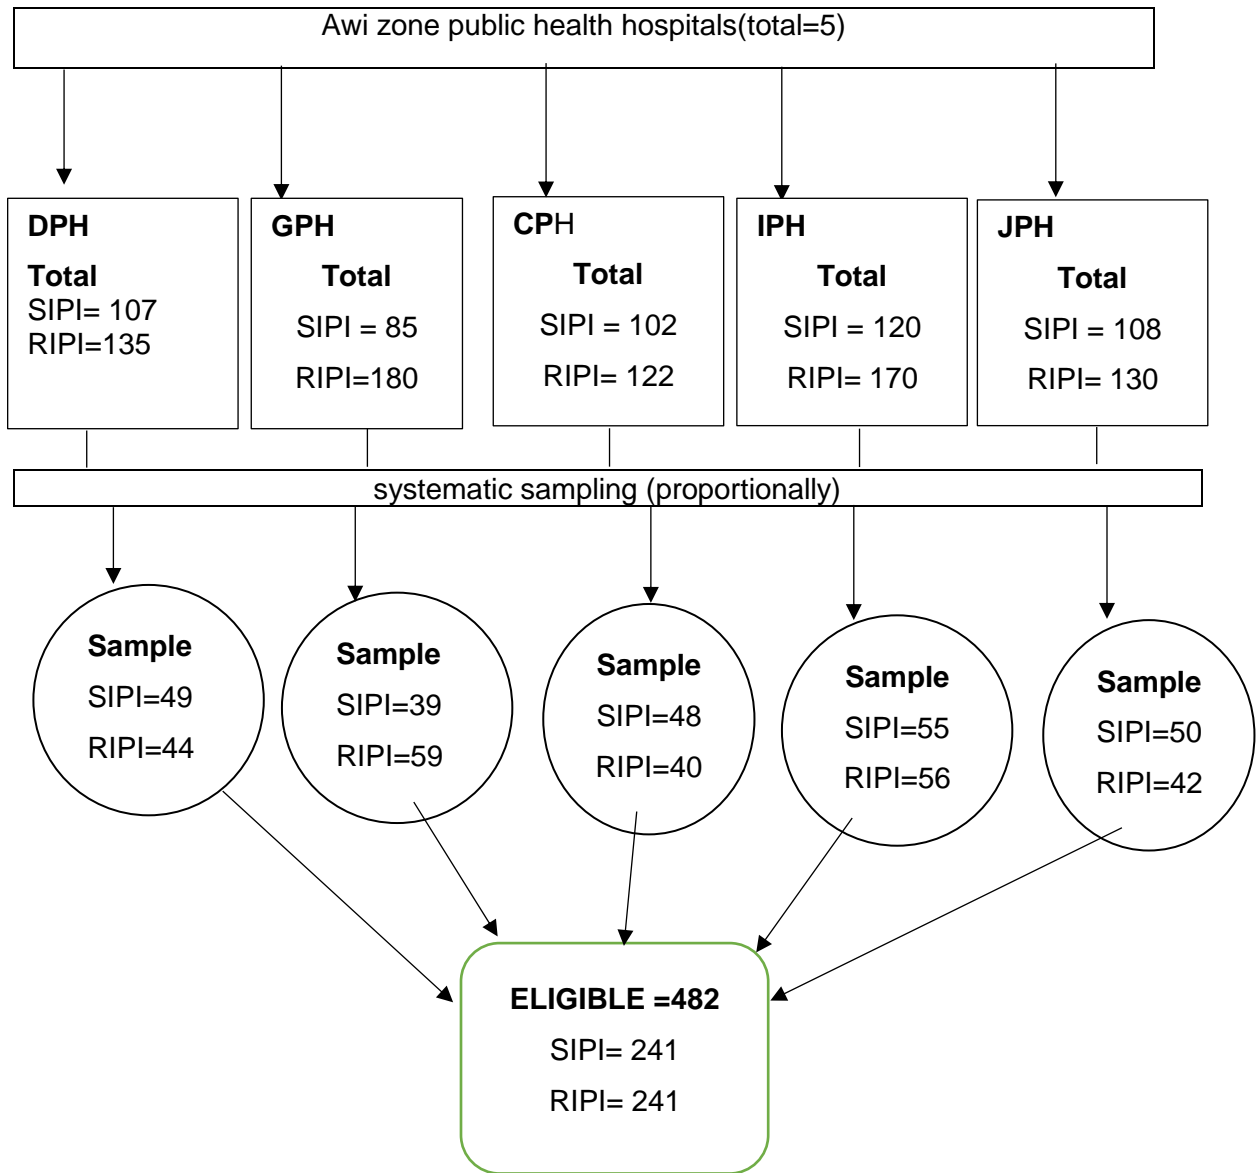 Awi zone public health hospitals(total=5)
DPH
Total
SIPI= 107
RIPI=135
GPH
Total
SIPI = 85
RIPI=180
CPH
Total
SIPI = 102
RIPI= 122
IPH
Total
SIPI = 120
RIPI= 170
JPH
Total
SIPI = 108
RIPI= 130
systematic sampling (proportionally)
Sample
SIPI=49
RIPI=44
Sample
SIPI=39
RIPI=59
Sample
SIPI=48
RIPI=40
Sample
SIPI=55
RIPI=56
Sample
SIPI=50
RIPI=42
ELIGIBLE =482
SIPI= 241
RIPI= 241